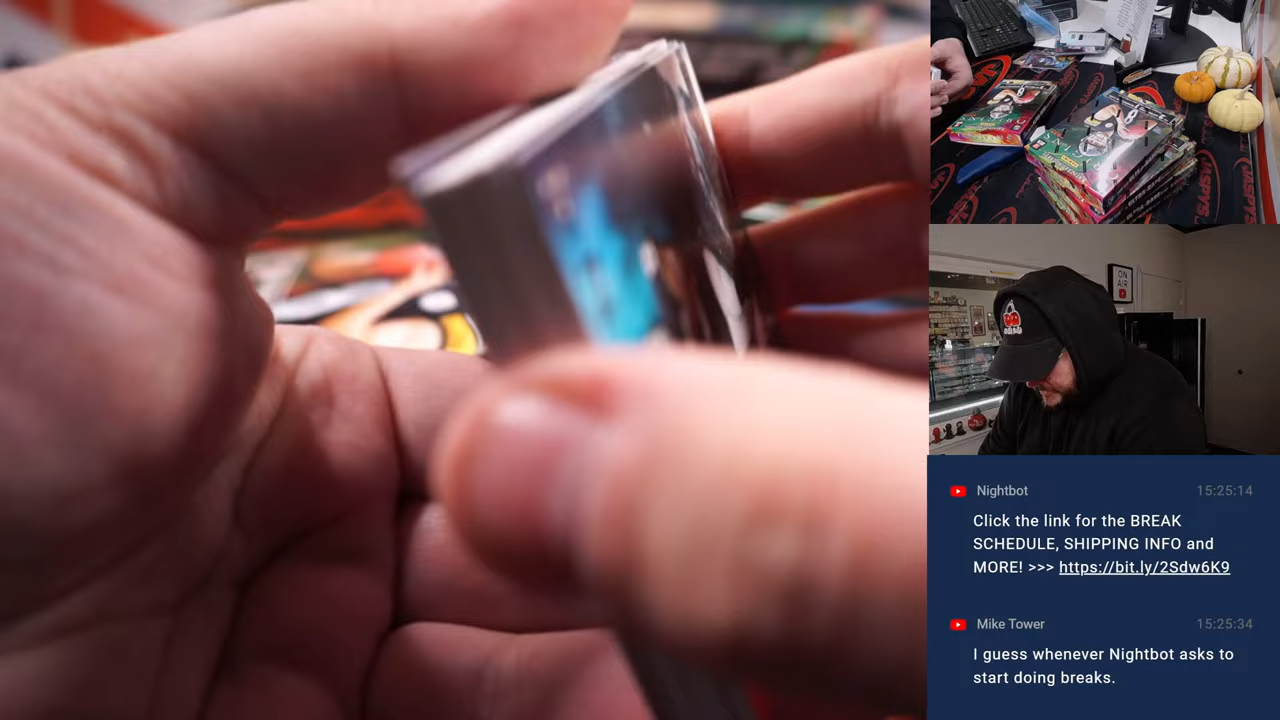 ON
AIR
Nightbot 15:25:14
Click the link for the BREAK
SCHEDULE, SHIPPING INFO and
MORE! >>> https://bit.ly/2Sdw6K9
Mike Tower 15:25:34
I guess whenever Nightbot asks to
start doing breaks.